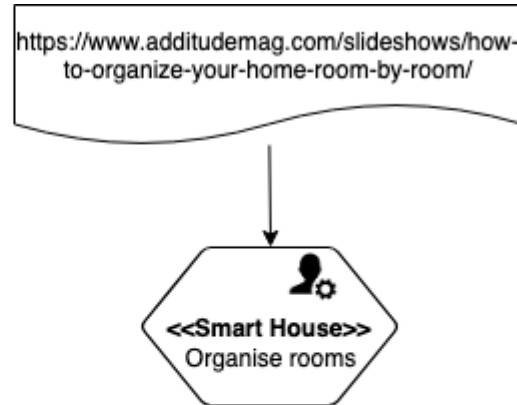 https://www.additudemag.com/slideshows/how-
to-organize-your-home-room-by-room/
<<Smart House>>
Organise rooms